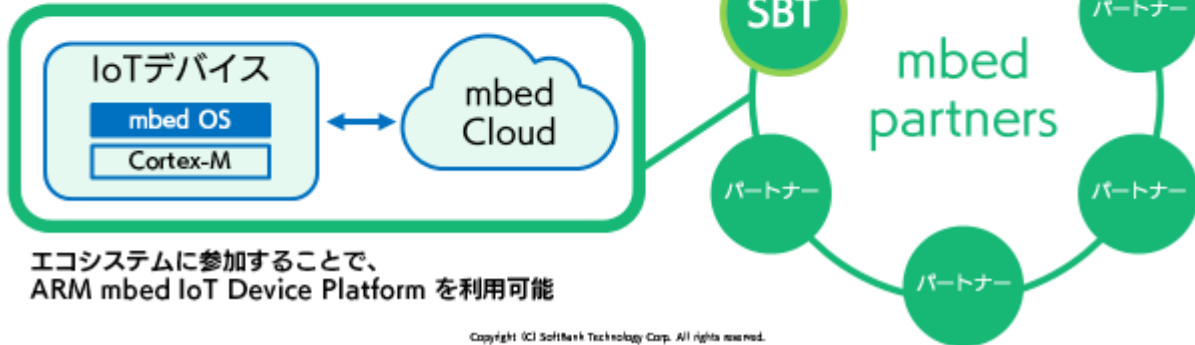 SBT
パートナー
IoTデバイス
mbed OS
Cortex-M
mbed
Cloud
mbed
partners
パートナー
パートナー
パートナー
エコシステムに参加することで、
ARM mbed IoT Device Platform を利用可能
Copyright (C) SoftBank Technology Corp. All rights reserved.